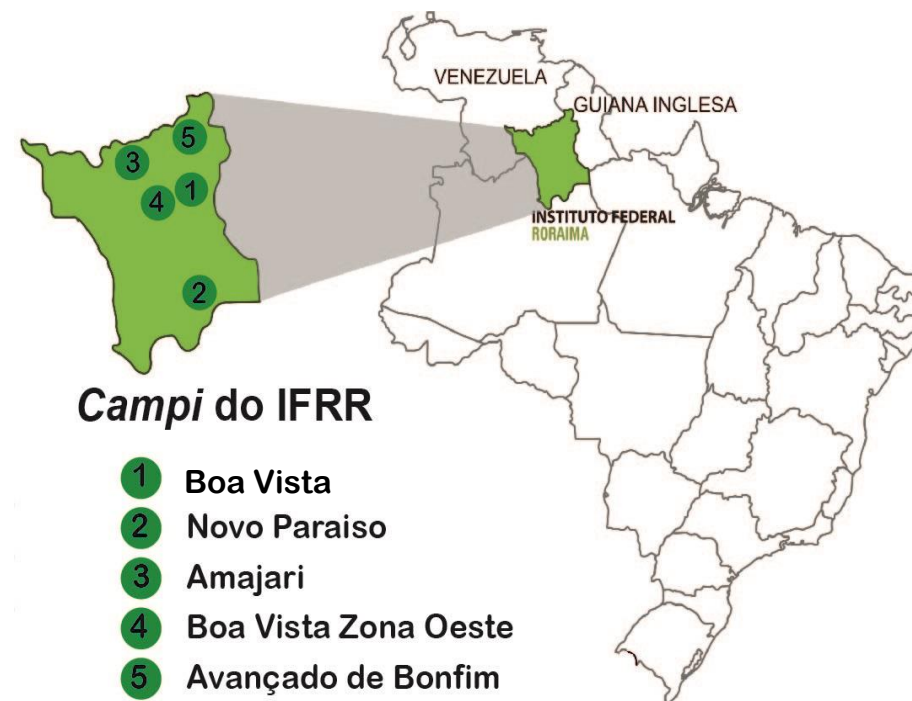 VENEZUELA
GUIANA INGLESA
5
3
1
4
2
INSTITUTO FEDERAL
RORAIMA
Campi do IFRR
1 Boa Vista
2 Novo Paraiso
3 Amajari
4 Boa Vista Zona Oeste
5 Avançado de Bonfim